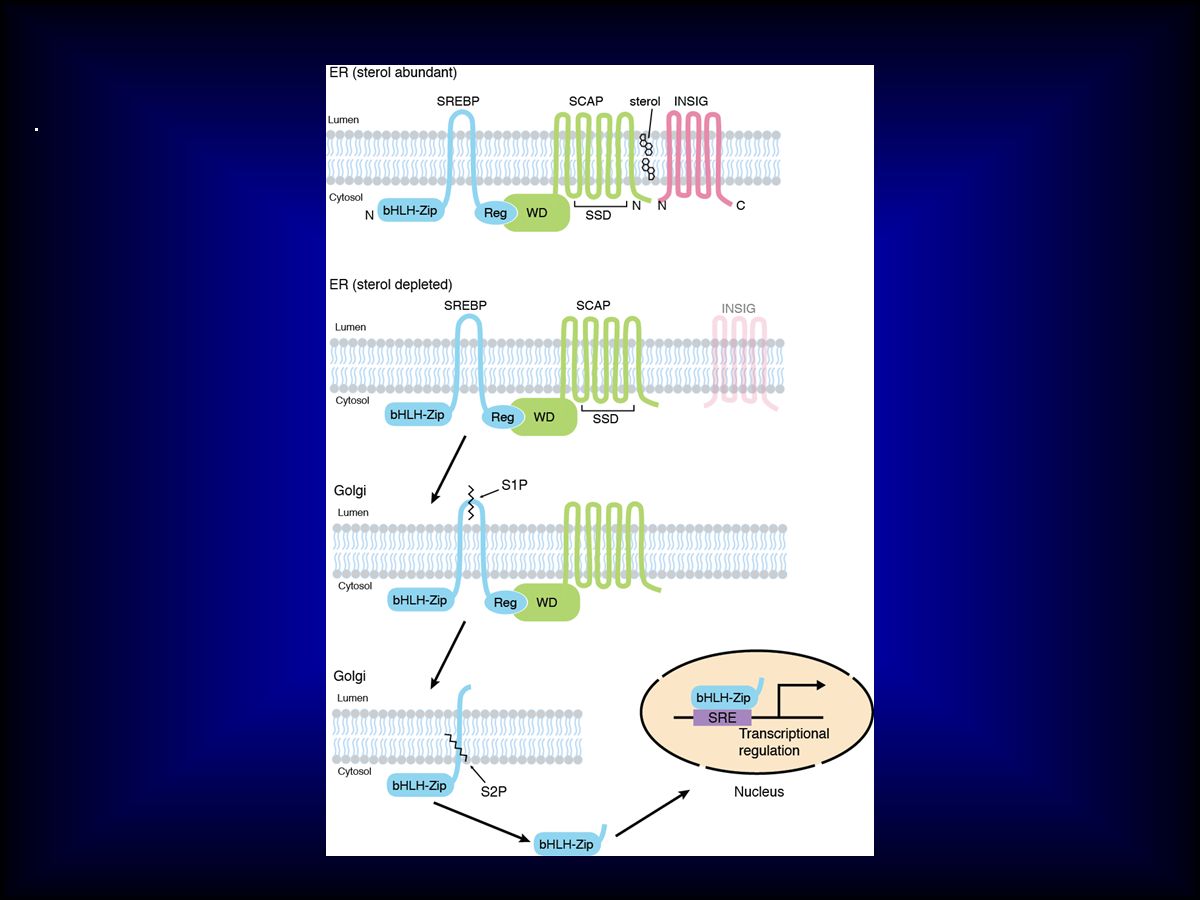 .
ER (sterol abundant)
SREBP SCAP sterol INSIG
Lumen
Cytosol
N bHLH-Zip Reg WD SSD N N C
ER (sterol depleted)
SREBP SCAP INSIG
Lumen
Cytosol
bHLH-Zip Reg WD SSD
S1P
Golgi
Lumen
Cytosol
bHLH-Zip Reg WD
Golgi
Lumen
Cytosol
bHLH-Zip
S2P
bHLH-Zip
bHLH-Zip
SRE
Transcriptional
regulation
Nucleus